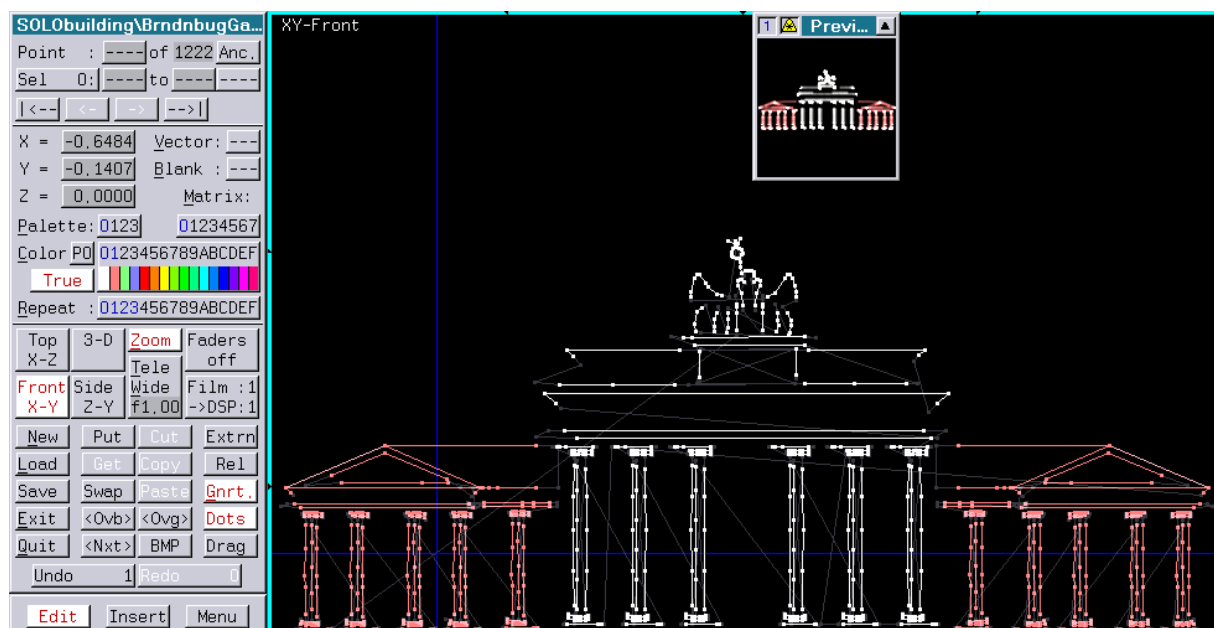 SOLObuilding\BrndnbugGa...
Point : ---- of 1222 Anc.
Sel 0: ---- to ---- ----
|<-- <- -> -->|
X = -0.6484 Vector: ---
Y = -0.1407 Blank : ---
Z = 0.0000 Matrix:
Palette: 0123 01234567
Color P0 0123456789ABCDEF
True
Repeat : 0123456789ABCDEF
Top X-Z 3-D Zoom Faders off
Tele
Front X-Y Side Z-Y Wide f1.00 Film :1 ->DSP:1
New Put Cut Extrn
Load Get Copy Rel
Save Swap Paste Gnrt.
Exit <Ovb> <Ovg> Dots
Quit <Nxt> BMP Drag
Undo 1 Redo 0
Edit Insert Menu
XY-Front
1 Previ...